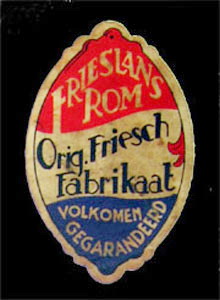 FRIESLANS
ROM'S
Orig. Friesch
Fabrikaat
VOLKOMEN
GEGARANDEERD